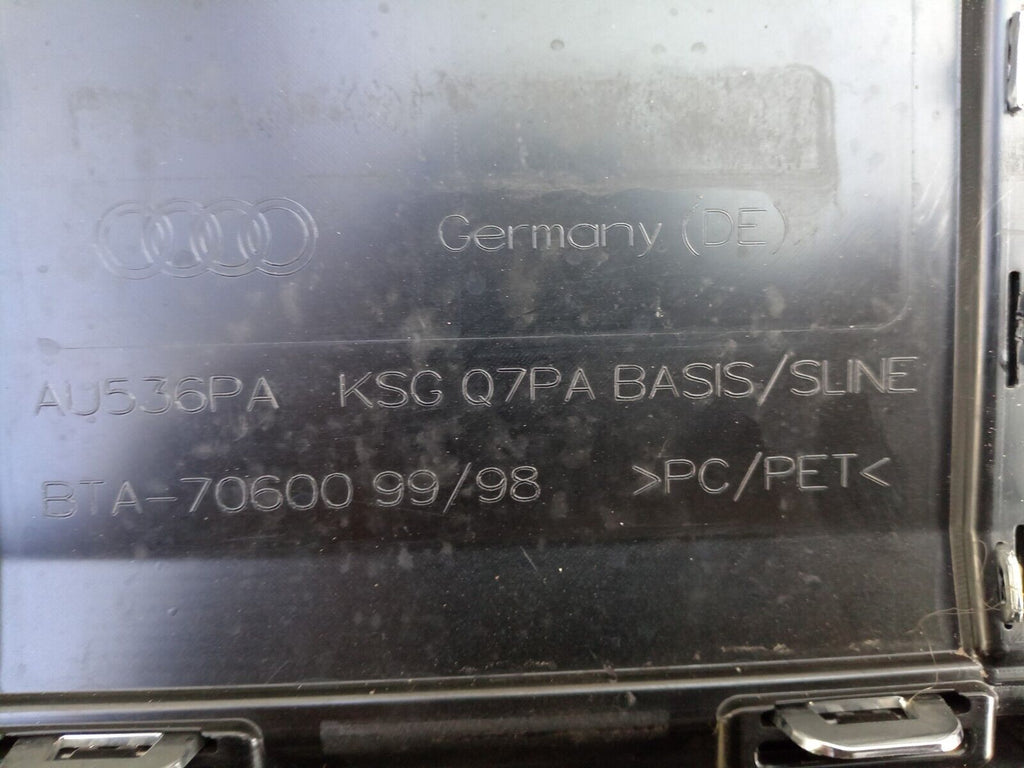 Germany (DE)
AU536PA KSG Q7PA BASIS/SLINE
BTA-70600 99/98 >PC/PET<